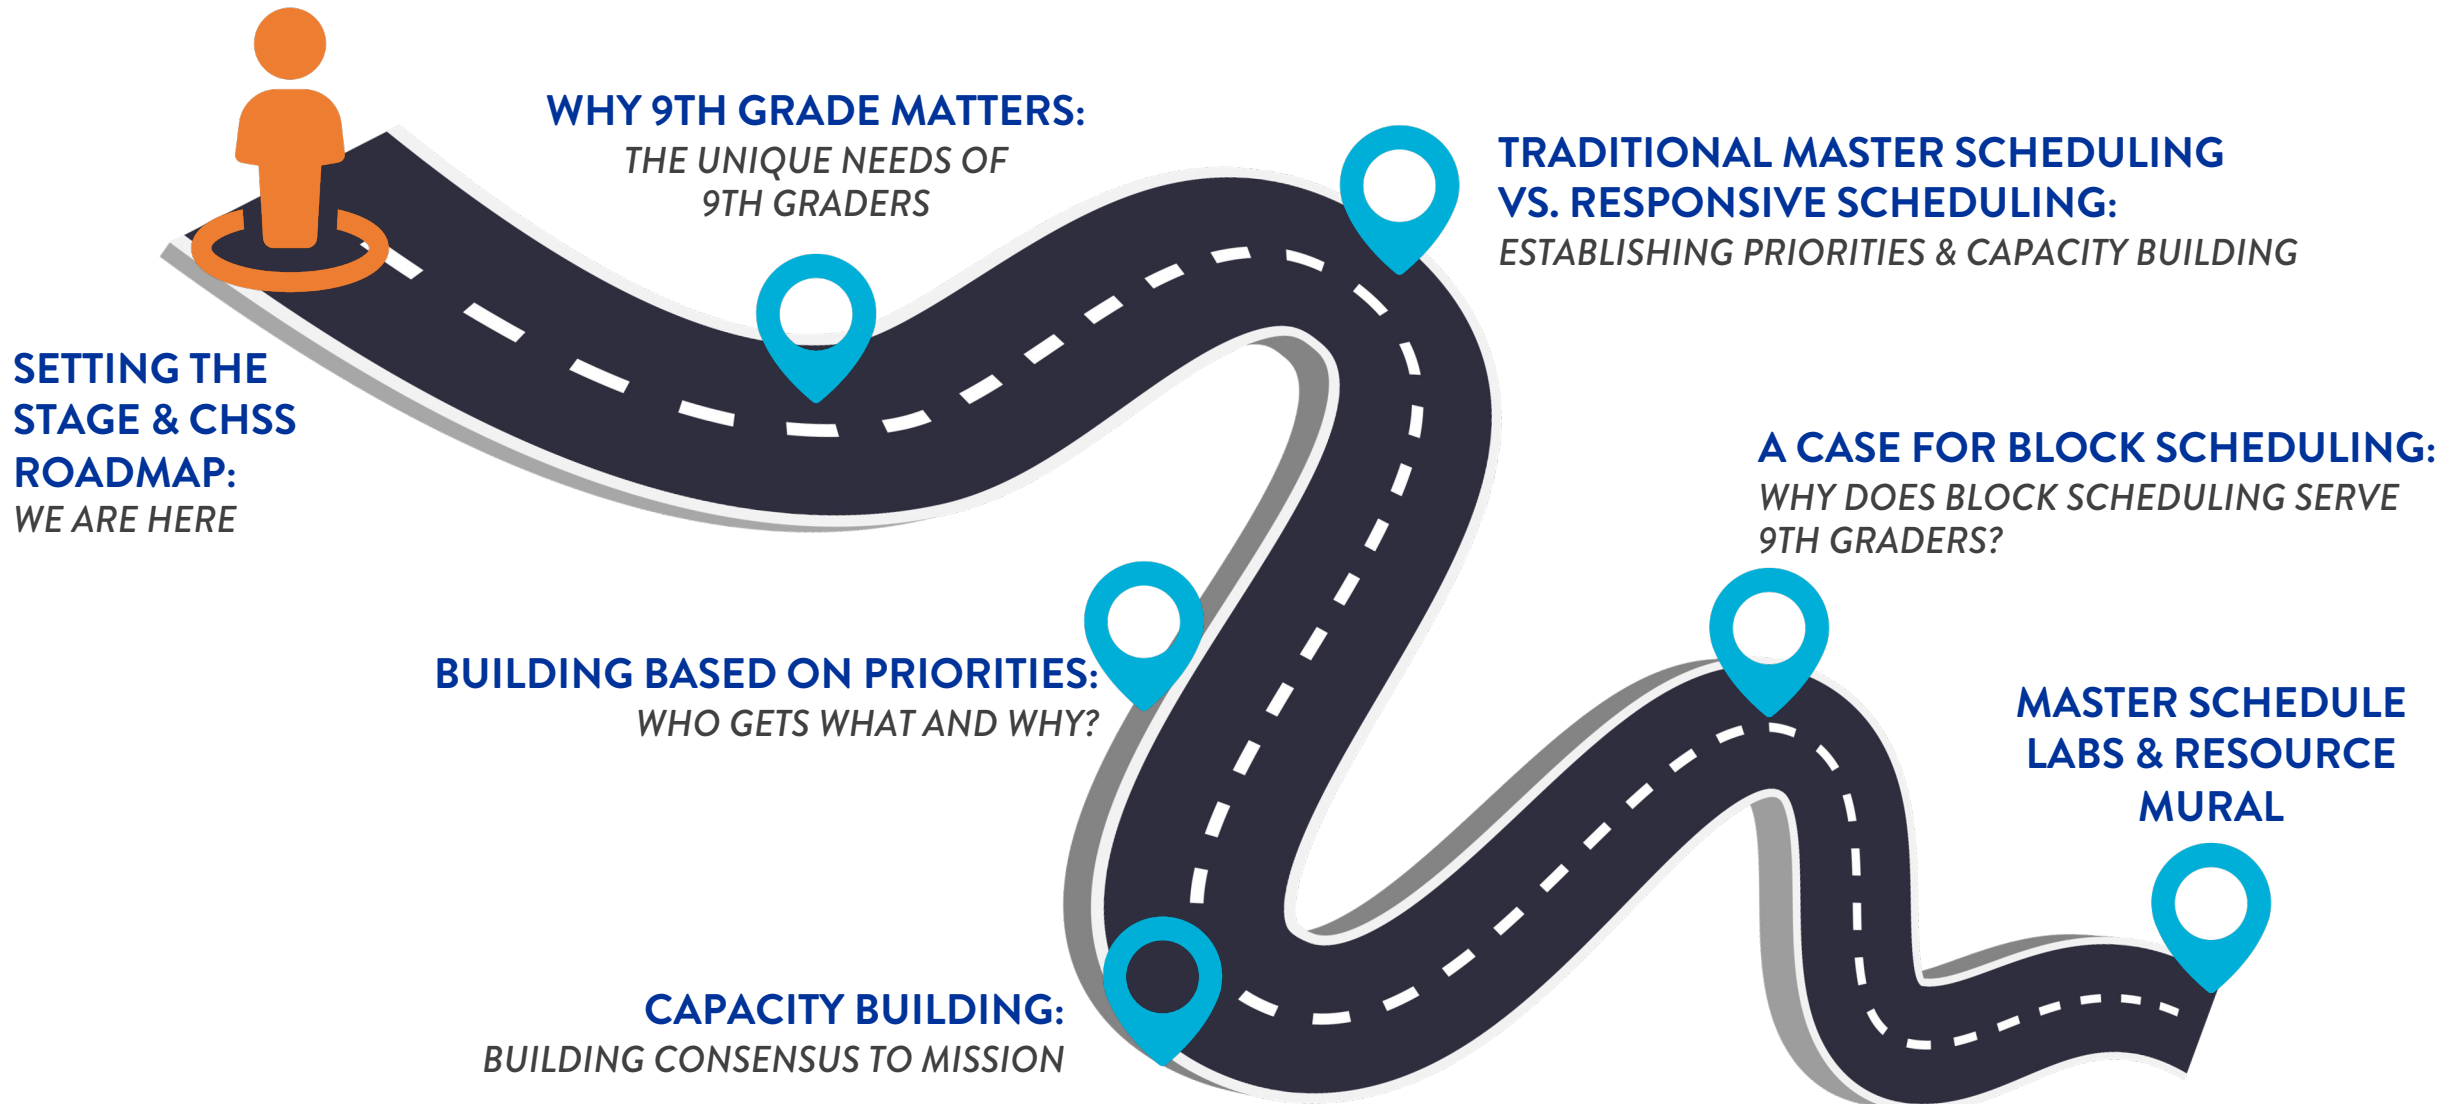 SETTING THE
STAGE & CHSS
ROADMAP:
WE ARE HERE
WHY 9TH GRADE MATTERS:
THE UNIQUE NEEDS OF
9TH GRADERS
TRADITIONAL MASTER SCHEDULING
VS. RESPONSIVE SCHEDULING:
ESTABLISHING PRIORITIES & CAPACITY BUILDING
BUILDING BASED ON PRIORITIES:
WHO GETS WHAT AND WHY?
CAPACITY BUILDING:
BUILDING CONSENSUS TO MISSION
A CASE FOR BLOCK SCHEDULING:
WHY DOES BLOCK SCHEDULING SERVE
9TH GRADERS?
MASTER SCHEDULE
LABS & RESOURCE
MURAL